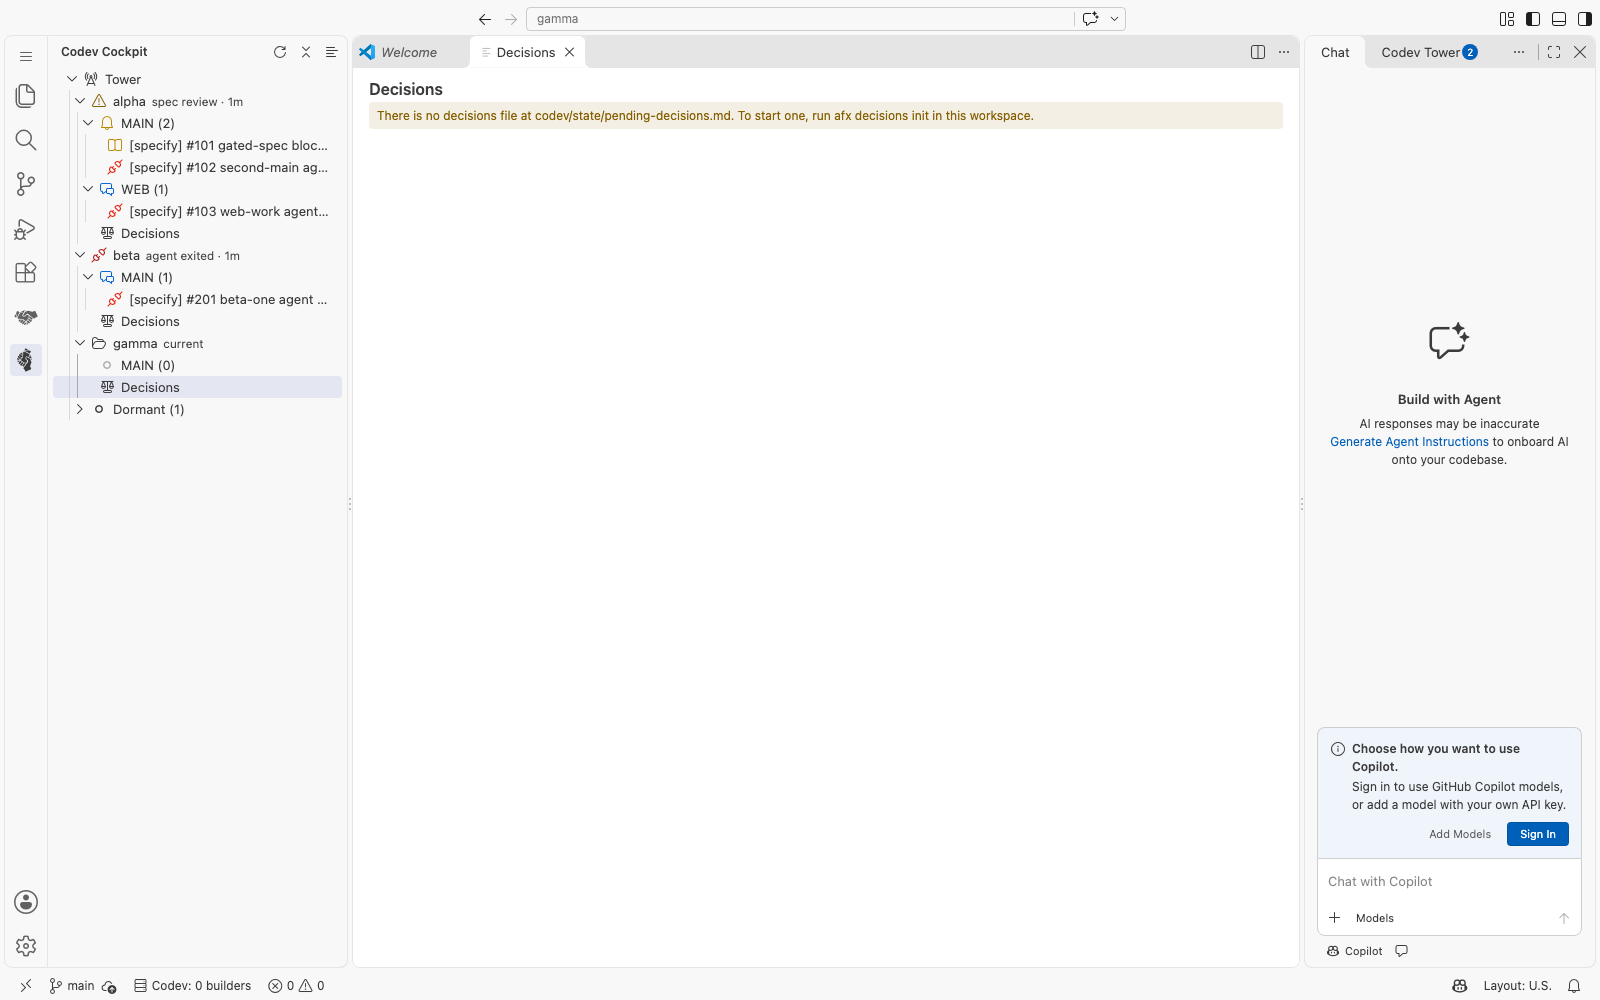 gamma
Codev Cockpit
Tower
alpha spec review · 1m
MAIN (2)
[specify] #101 gated-spec bloc...
[specify] #102 second-main ag...
WEB (1)
[specify] #103 web-work agent...
Decisions
beta agent exited · 1m
MAIN (1)
[specify] #201 beta-one agent ...
Decisions
gamma current
MAIN (0)
Decisions
Dormant (1)
Welcome
Decisions
Decisions
There is no decisions file at codev/state/pending-decisions.md. To start one, run afx decisions init in this workspace.
Chat
Codev Tower 2
Build with Agent
AI responses may be inaccurate
Generate Agent Instructions to onboard AI
onto your codebase.
Choose how you want to use
Copilot.
Sign in to use GitHub Copilot models,
or add a model with your own API key.
Add Models
Sign In
Chat with Copilot
Models
Copilot
main
Codev: 0 builders
0
0
Layout: U.S.